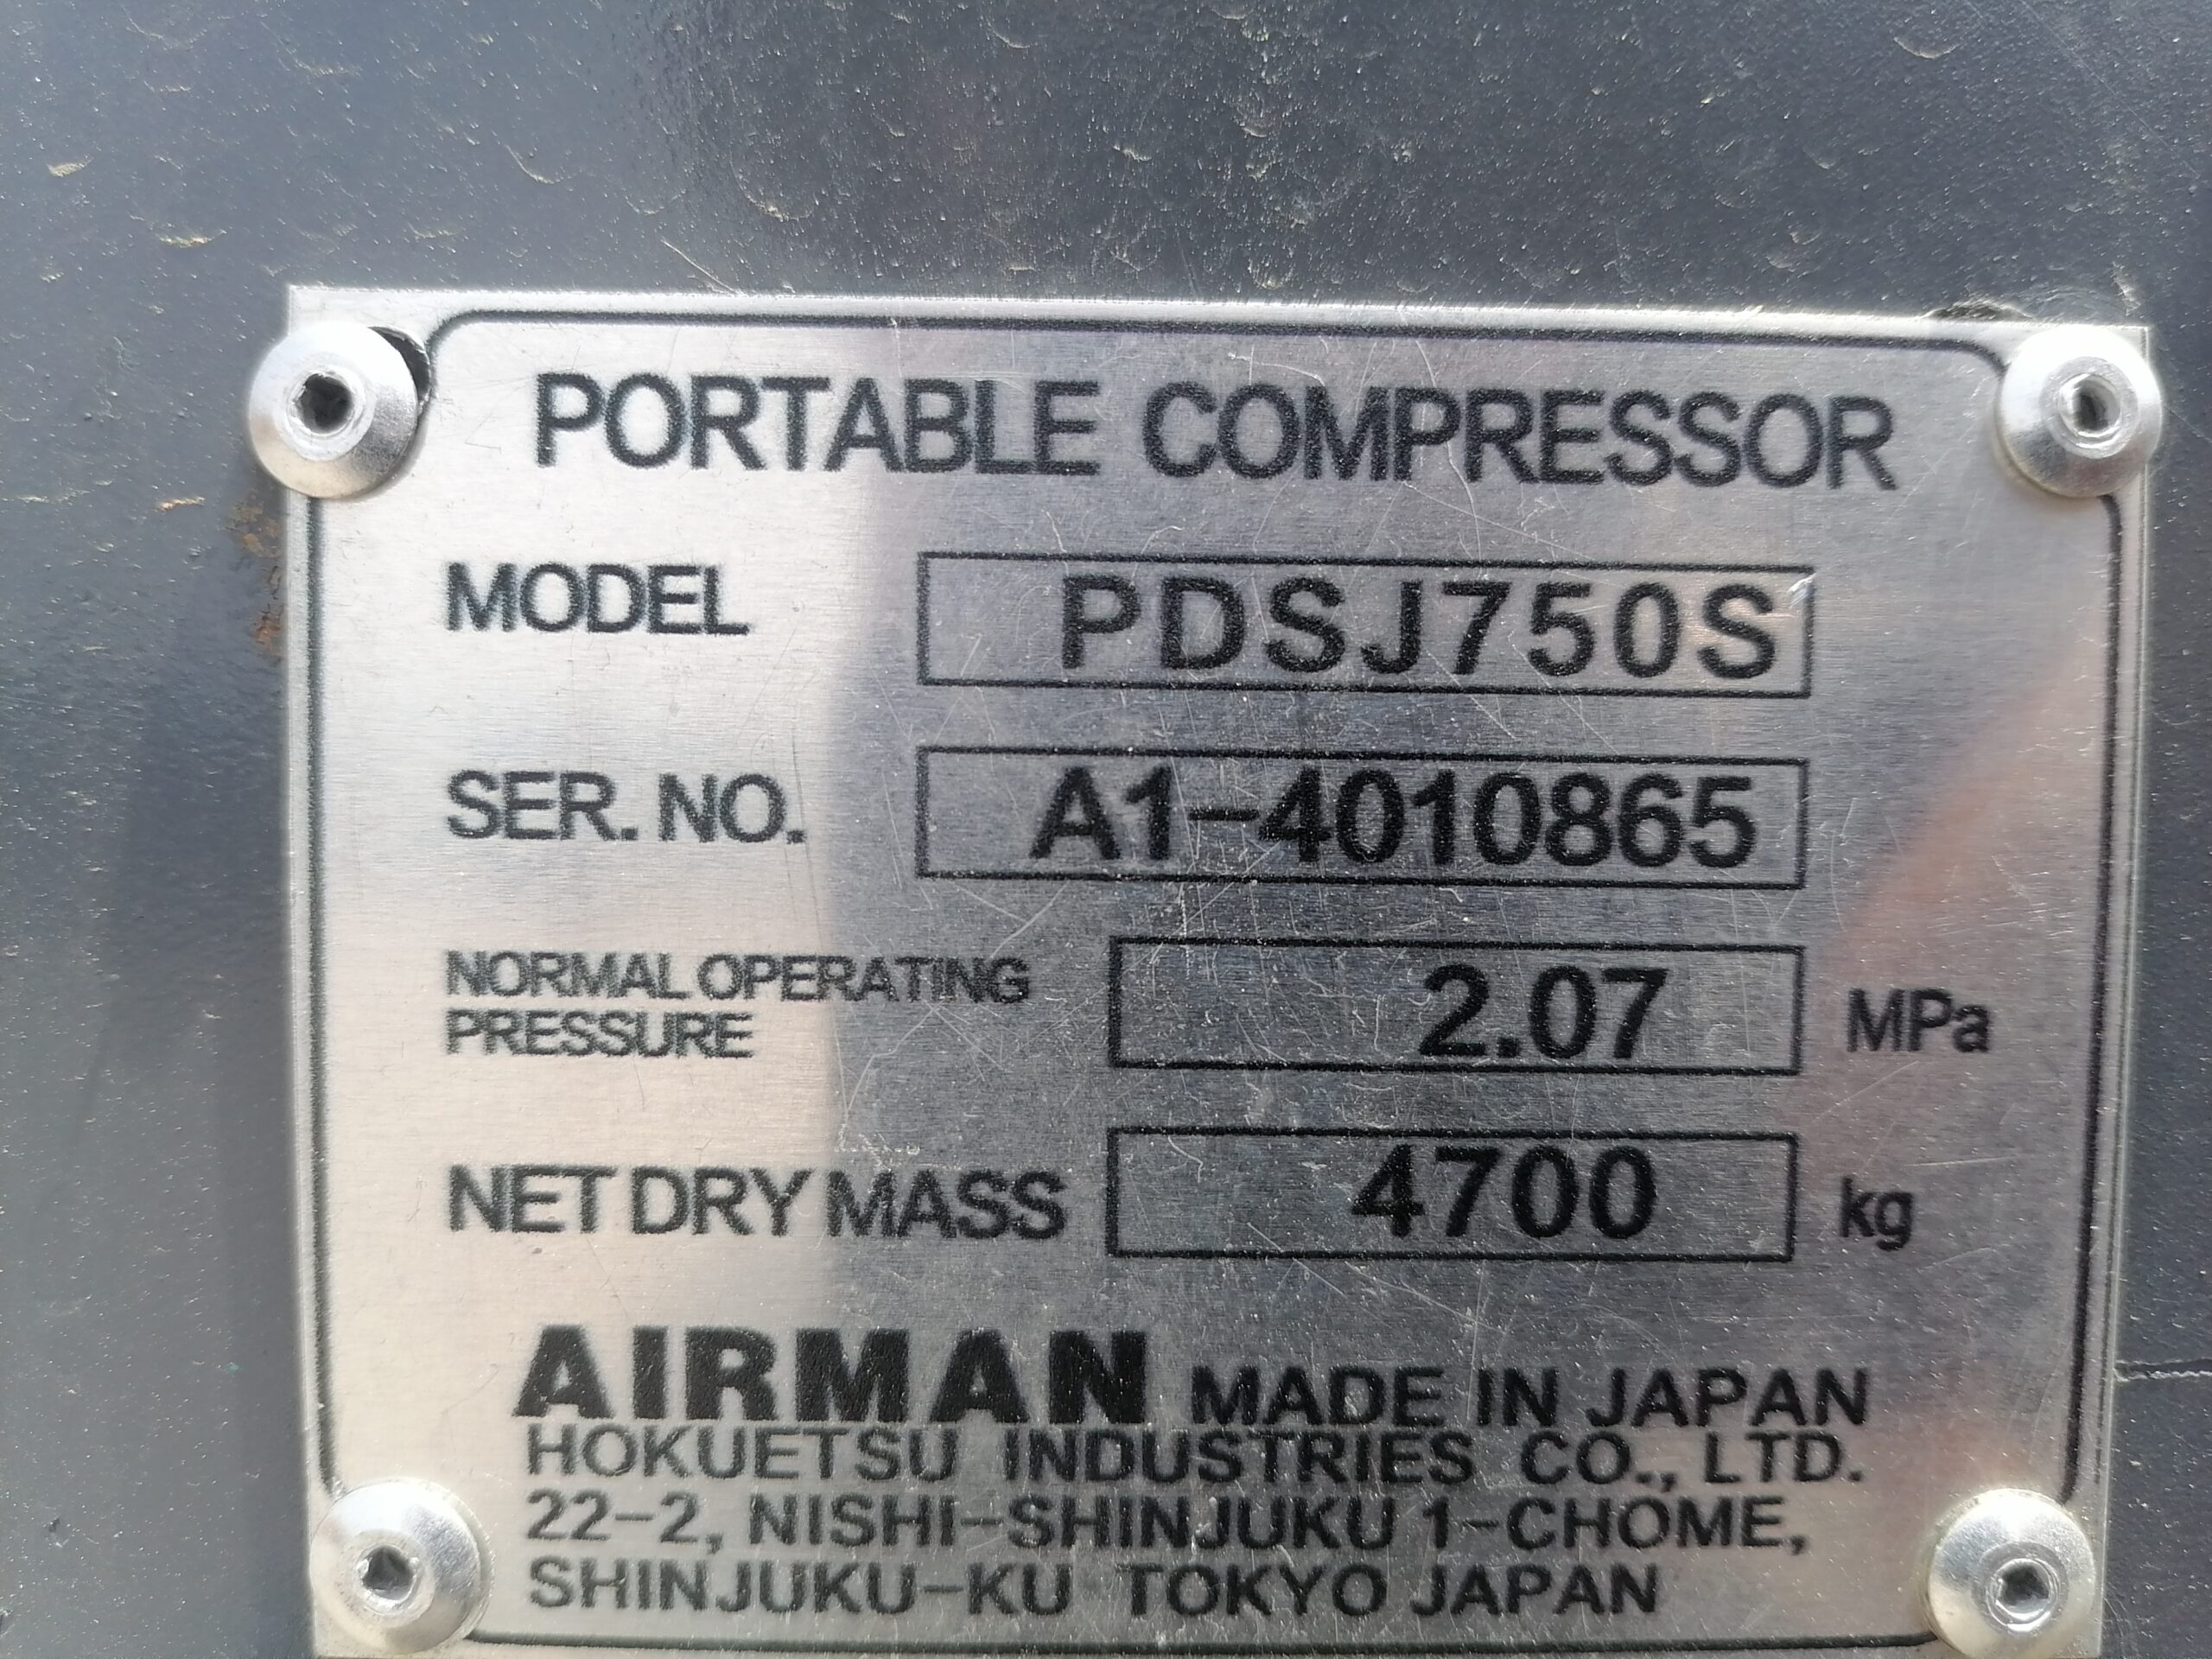 PORTABLE COMPRESSOR
MODEL PDSJ750S
SER. NO. A1-4010865
NORMAL OPERATING
PRESSURE 2.07 MPa
NET DRY MASS 4700 kg
AIRMAN MADE IN JAPAN
HOKUETSU INDUSTRIES CO., LTD.
22-2, NISHI-SHINJUKU 1-CHOME,
SHINJUKU-KU TOKYO JAPAN